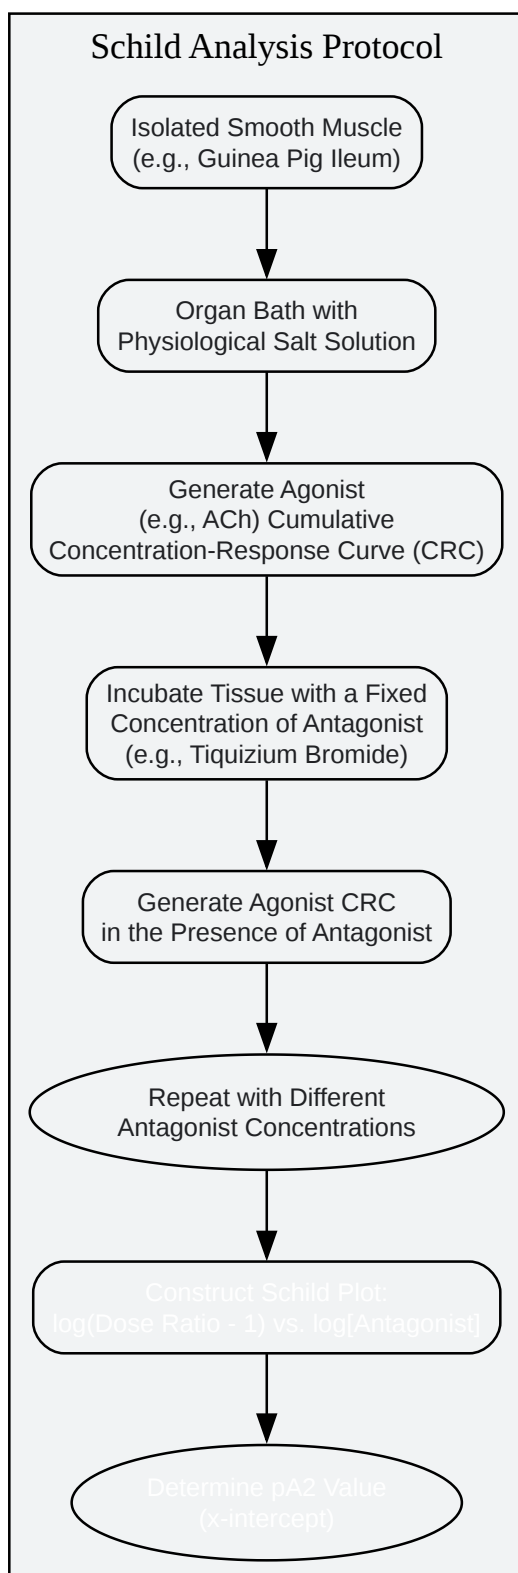 Schild Analysis Protocol
Isolated Smooth Muscle
(e.g., Guinea Pig Ileum)
Organ Bath with
Physiological Salt Solution
Generate Agonist
(e.g., ACh) Cumulative
Concentration-Response Curve (CRC)
Incubate Tissue with a Fixed
Concentration of Antagonist
(e.g., Tiquizium Bromide)
Generate Agonist CRC
in the Presence of Antagonist
Repeat with Different
Antagonist Concentrations
Construct Schild Plot:
log(Dose Ratio - 1) vs. log[Antagonist]
Determine pA2 Value
(x-intercept)